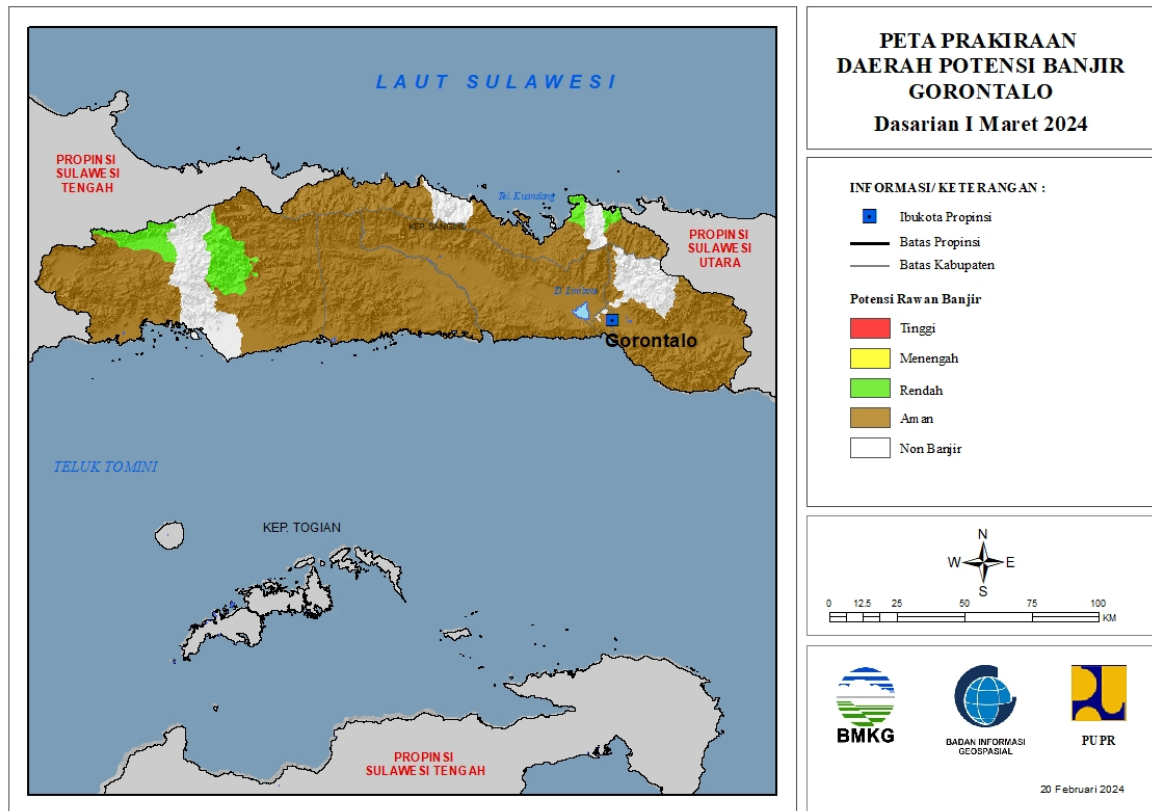 LAUT SULAWESI
PROPINSI
SULAWESI
TENGAH
Tel. Kwandang
KEP. SANGIHE
PROPINSI
SULAWESI
UTARA
D. Limboto
Gorontalo
TELUK TOMINI
KEP. TOGIAN
PROPINSI
SULAWESI TENGAH
PETA PRAKIRAAN
DAERAH POTENSI BANJIR
GORONTALO
Dasarian I Maret 2024
INFORMASI/ KETERANGAN :
Ibukota Propinsi
Batas Propinsi
Batas Kabupaten
Potensi Rawan Banjir
Tinggi
Menengah
Rendah
Aman
Non Banjir
N
W E
S
0 12.5 25 50 75 100
KM
BMKG
BADAN INFORMASI
GEOSPASIAL
PUPR
20 Februari 2024